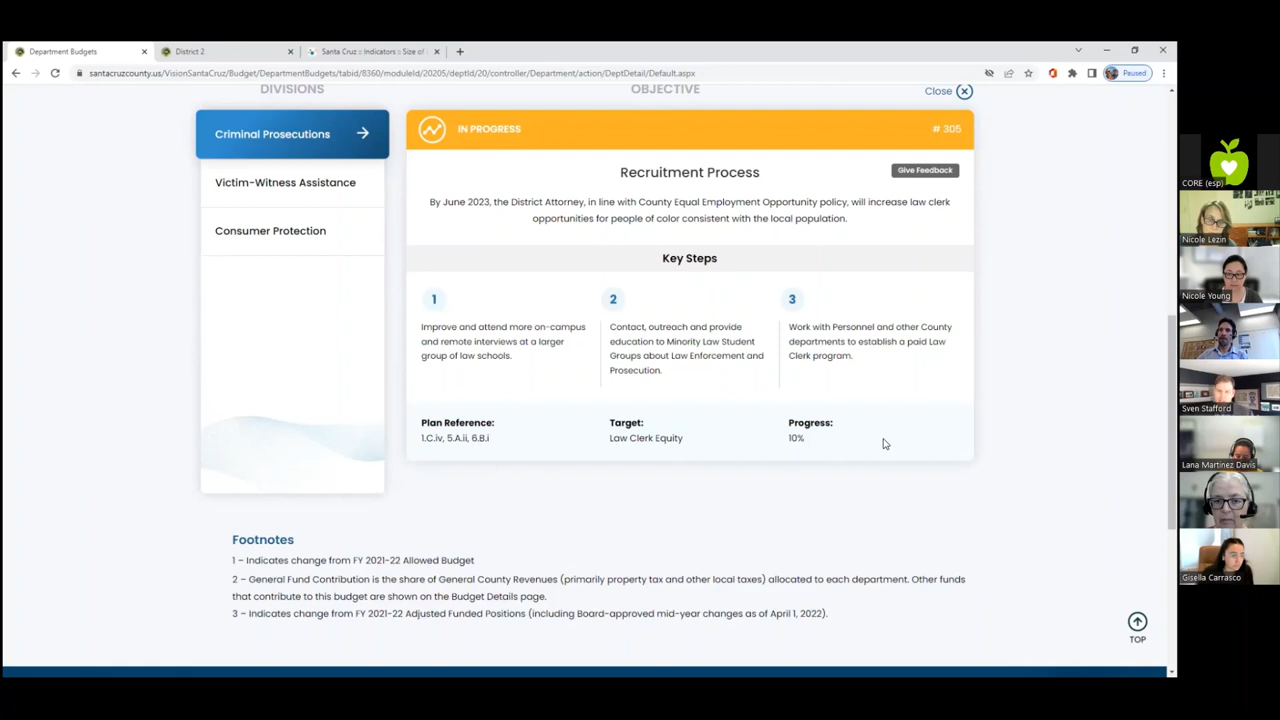 Department Budgets
District 2
Santa Cruz :: Indicators :: Size of
santacruzcounty.us/VisionSantaCruz/Budget/DepartmentBudgets/tabid/8360/moduleId/20205/deptId/20/controller/Department/action/DeptDetail/Default.aspx
Paused
DIVISIONS
OBJECTIVE
Close
Criminal Prosecutions
Victim-Witness Assistance
Consumer Protection
IN PROGRESS
# 305
Recruitment Process
Give Feedback
By June 2023, the District Attorney, in line with County Equal Employment Opportunity policy, will increase law clerk
opportunities for people of color consistent with the local population.
Key Steps
1
Improve and attend more on-campus
and remote interviews at a larger
group of law schools.
2
Contact, outreach and provide
education to Minority Law Student
Groups about Law Enforcement and
Prosecution.
3
Work with Personnel and other County
departments to establish a paid Law
Clerk program.
Plan Reference:
1.C.iv, 5.A.ii, 6.B.i
Target:
Law Clerk Equity
Progress:
10%
Footnotes
1 – Indicates change from FY 2021-22 Allowed Budget
2 – General Fund Contribution is the share of General County Revenues (primarily property tax and other local taxes) allocated to each department. Other funds
that contribute to this budget are shown on the Budget Details page.
3 – Indicates change from FY 2021-22 Adjusted Funded Positions (including Board-approved mid-year changes as of April 1, 2022).
TOP
CORE (esp)
Nicole Lezin
Nicole Young
Sven Stafford
Lana Martinez Davis
Gisella Carrasco